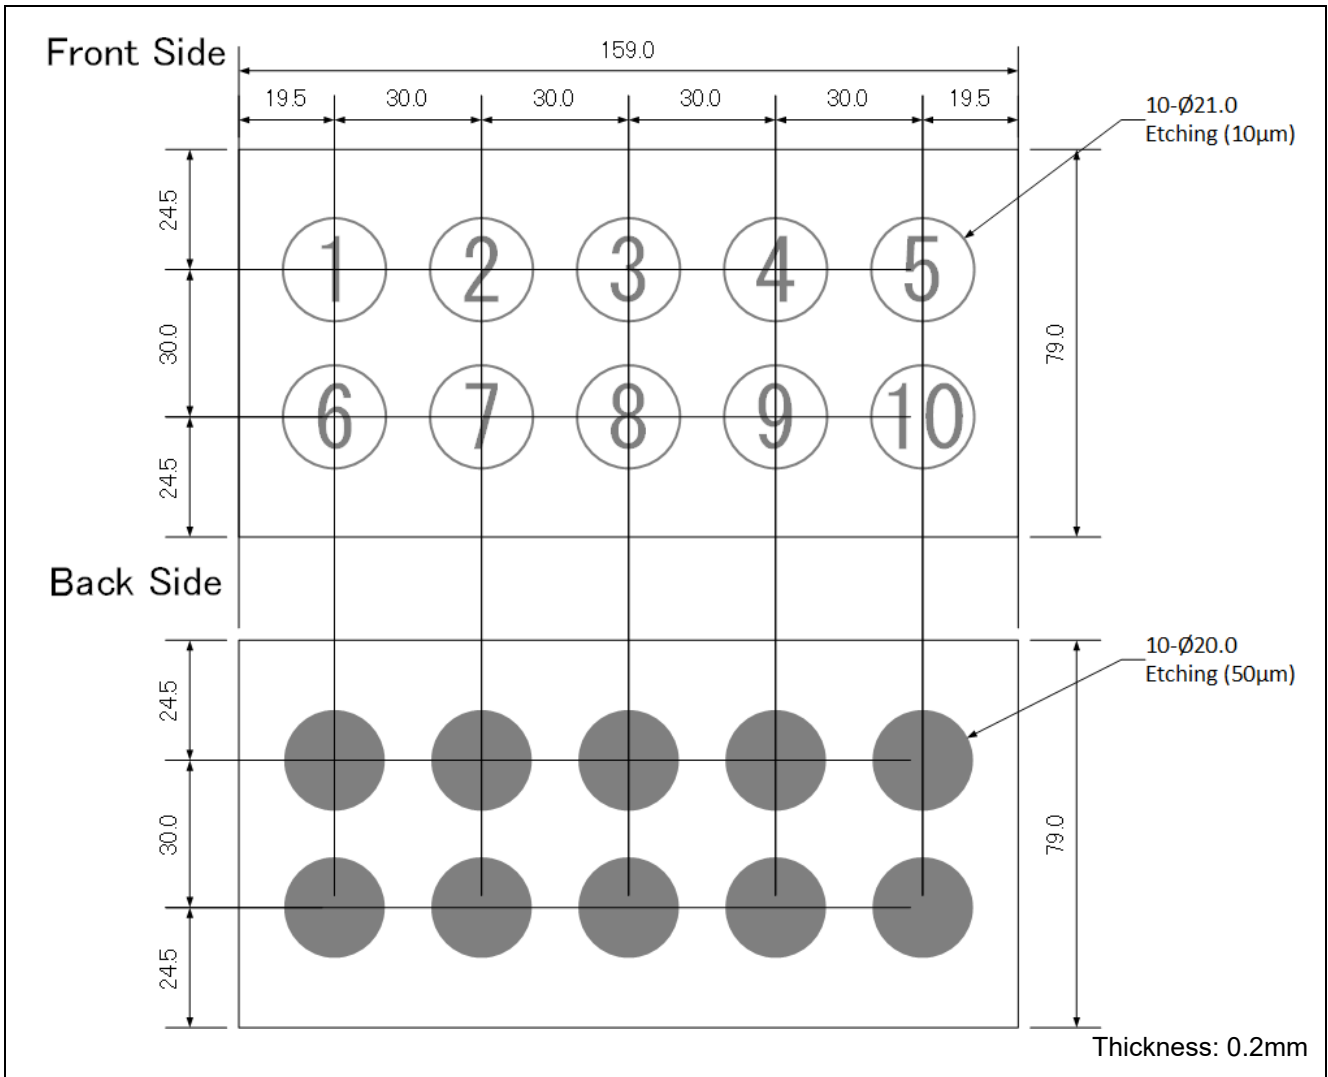 Front Side
159.0
19.5 30.0 30.0 30.0 30.0 19.5
10-Ø21.0
Etching (10µm)
24.5
1 2 3 4 5
30.0
79.0
6 7 8 9 10
24.5
Back Side
10-Ø20.0
Etching (50µm)
24.5
30.0
79.0
24.5
Thickness: 0.2mm